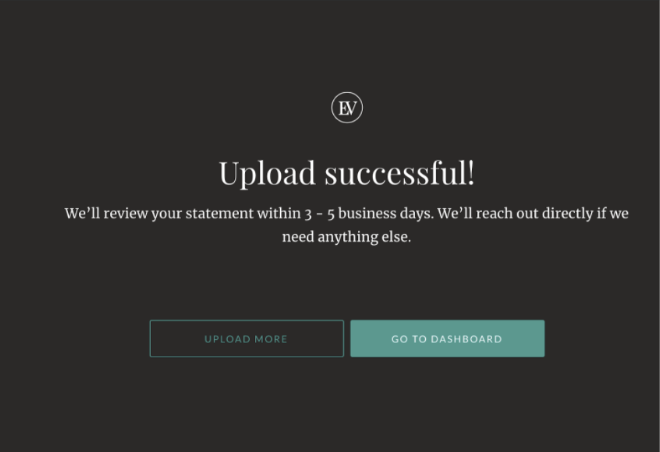 EV
Upload successful!
We’ll review your statement within 3 - 5 business days. We’ll reach out directly if we
need anything else.
UPLOAD MORE
GO TO DASHBOARD